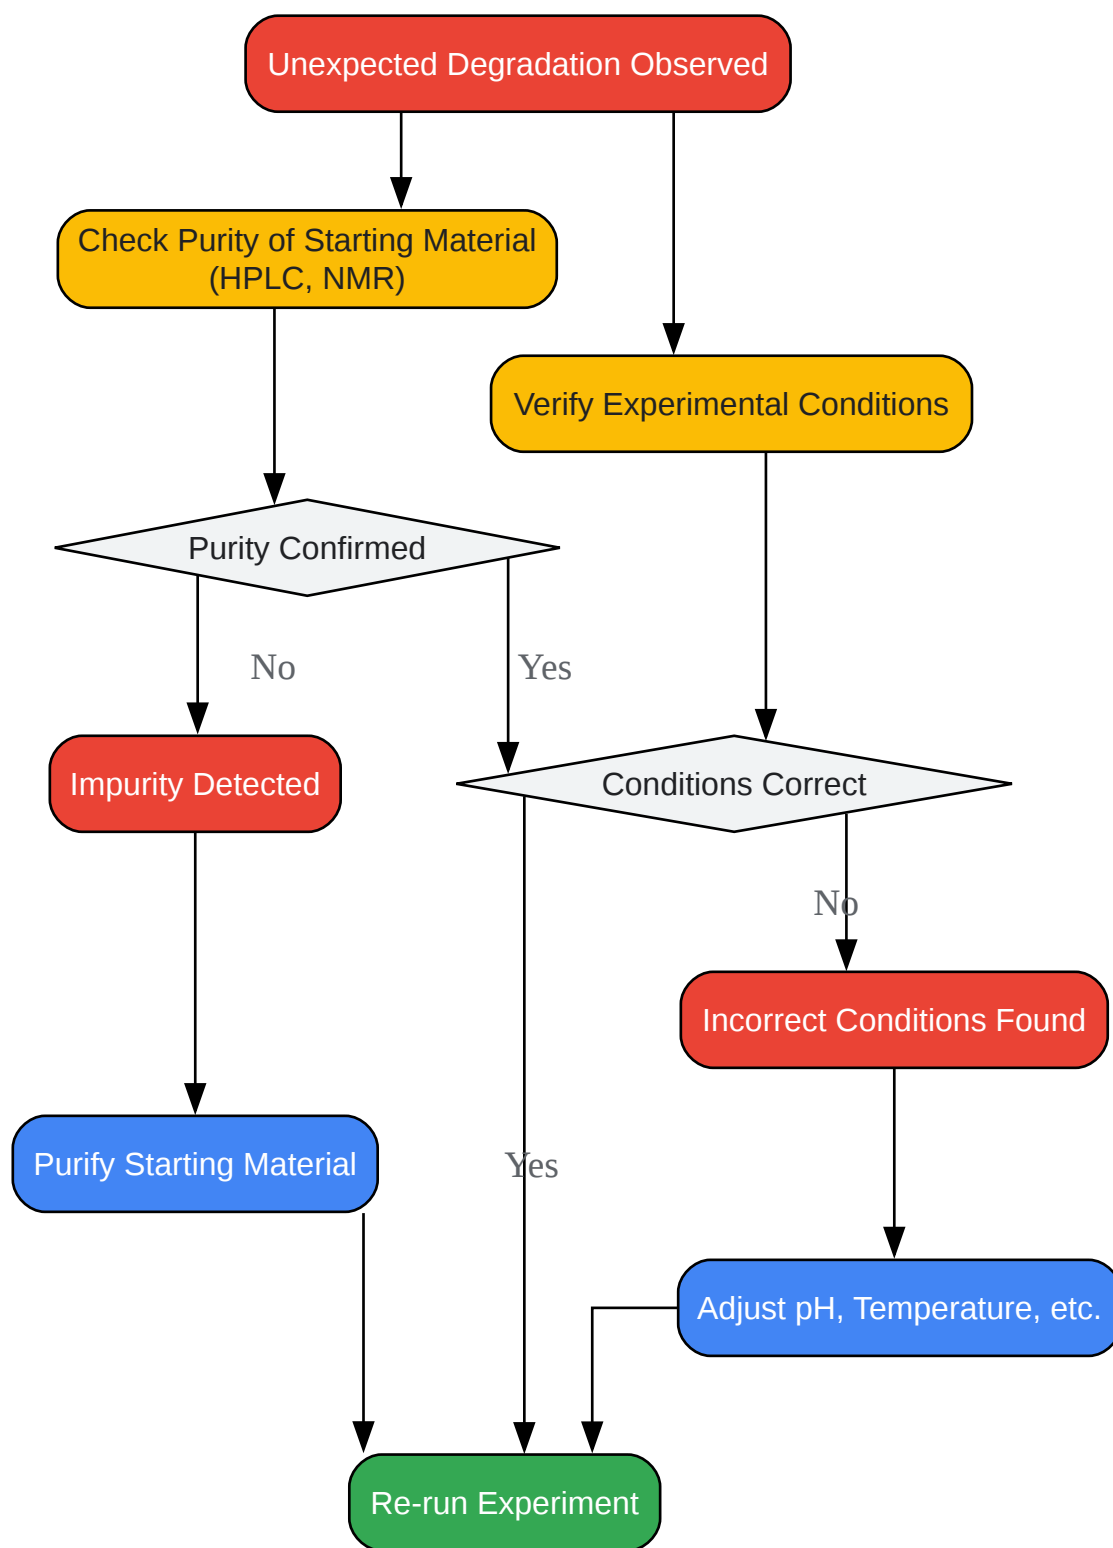 Unexpected Degradation Observed
Check Purity of Starting Material
(HPLC, NMR)
Verify Experimental Conditions
Purity Confirmed
No
Yes
Impurity Detected
Conditions Correct
No
Incorrect Conditions Found
Purify Starting Material
Yes
Adjust pH, Temperature, etc.
Re-run Experiment